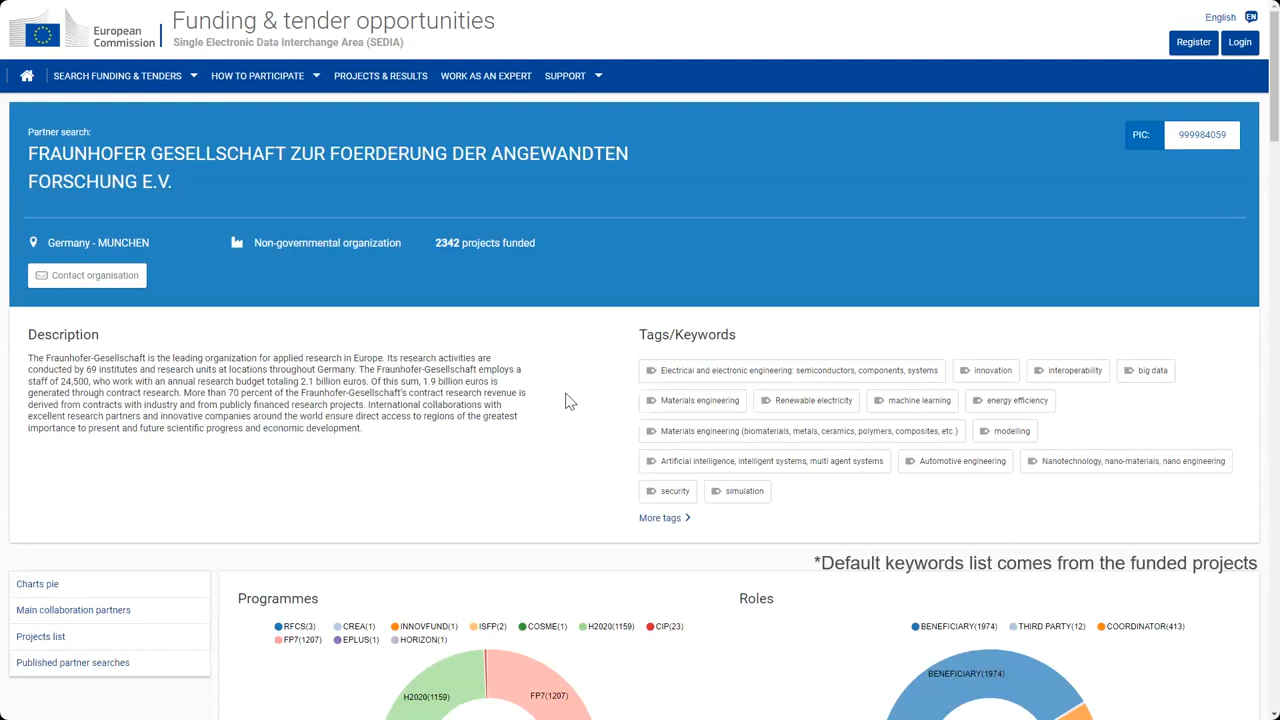 European
Commission
Funding & tender opportunities
Single Electronic Data Interchange Area (SEDIA)
English EN
Register Login
SEARCH FUNDING & TENDERS HOW TO PARTICIPATE PROJECTS & RESULTS WORK AS AN EXPERT SUPPORT
Partner search:
FRAUNHOFER GESELLSCHAFT ZUR FOERDERUNG DER ANGEWANDTEN
FORSCHUNG E.V.
PIC: 999984059
Germany - MUNCHEN Non-governmental organization 2342 projects funded
Contact organisation
Description
The Fraunhofer-Gesellschaft is the leading organization for applied research in Europe. Its research activities are
conducted by 69 institutes and research units at locations throughout Germany. The Fraunhofer-Gesellschaft employs a
staff of 24,500, who work with an annual research budget totaling 2.1 billion euros. Of this sum, 1.9 billion euros is
generated through contract research. More than 70 percent of the Fraunhofer-Gesellschaft's contract research revenue is
derived from contracts with industry and from publicly financed research projects. International collaborations with
excellent research partners and innovative companies around the world ensure direct access to regions of the greatest
importance to present and future scientific progress and economic development.
Tags/Keywords
Electrical and electronic engineering: semiconductors, components, systems innovation interoperability big data
Materials engineering Renewable electricity machine learning energy efficiency
Materials engineering (biomaterials, metals, ceramics, polymers, composites, etc.) modelling
Artificial intelligence, intelligent systems, multi agent systems Automotive engineering Nanotechnology, nano-materials, nano engineering
security simulation
More tags
*Default keywords list comes from the funded projects
Charts pie
Main collaboration partners
Projects list
Published partner searches
Programmes
RFCS(3) CREA(1) INNOVFUND(1) ISFP(2) COSME(1) H2020(1159) CIP(23)
FP7(1207) EPLUS(1) HORIZON(1)
H2020(1159) FP7(1207)
Roles
BENEFICIARY(1974) THIRD PARTY(12) COORDINATOR(413)
BENEFICIARY(1974)